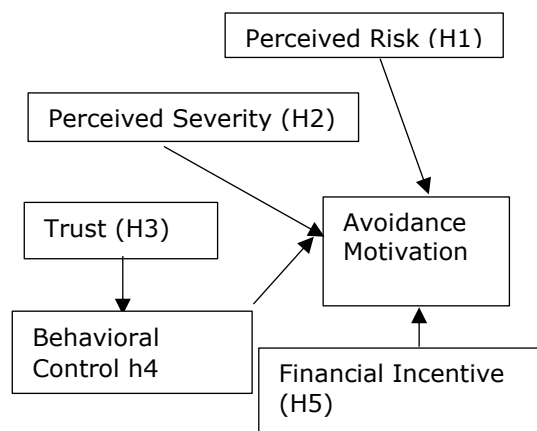 Perceived Risk (H1)
Perceived Severity (H2)
Trust (H3)
Avoidance
Motivation
Behavioral
Control h4
Financial Incentive
(H5)